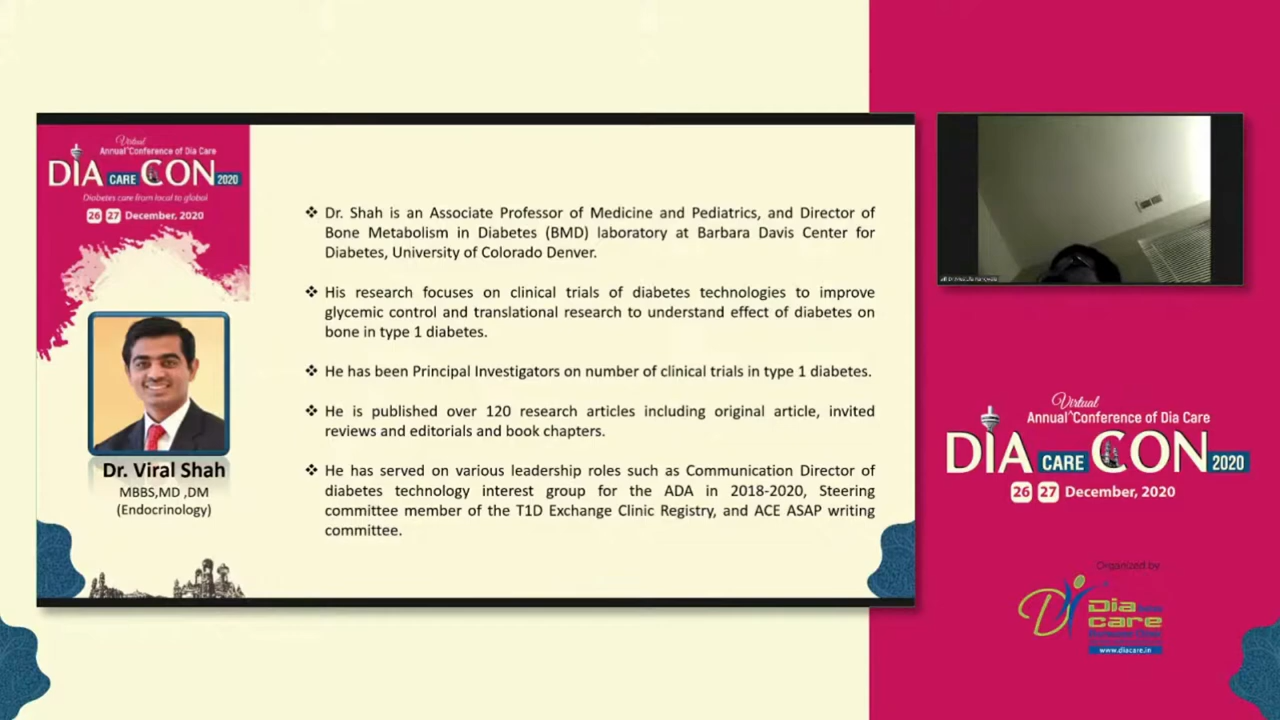 Virtual
Annual^Conference of Dia Care
DIA CARE CON 2020
Diabetes care from local to global
26 27 December, 2020
Dr. Viral Shah
MBBS,MD ,DM
(Endocrinology)
❖ Dr. Shah is an Associate Professor of Medicine and Pediatrics, and Director of
Bone Metabolism in Diabetes (BMD) laboratory at Barbara Davis Center for
Diabetes, University of Colorado Denver.
❖ His research focuses on clinical trials of diabetes technologies to improve
glycemic control and translational research to understand effect of diabetes on
bone in type 1 diabetes.
❖ He has been Principal Investigators on number of clinical trials in type 1 diabetes.
❖ He is published over 120 research articles including original article, invited
reviews and editorials and book chapters.
❖ He has served on various leadership roles such as Communication Director of
diabetes technology interest group for the ADA in 2018-2020, Steering
committee member of the T1D Exchange Clinic Registry, and ACE ASAP writing
committee.
Virtual
Annual^Conference of Dia Care
DIA CARE CON 2020
26 27 December, 2020
Organized by
Dia
care
www.diacare.in